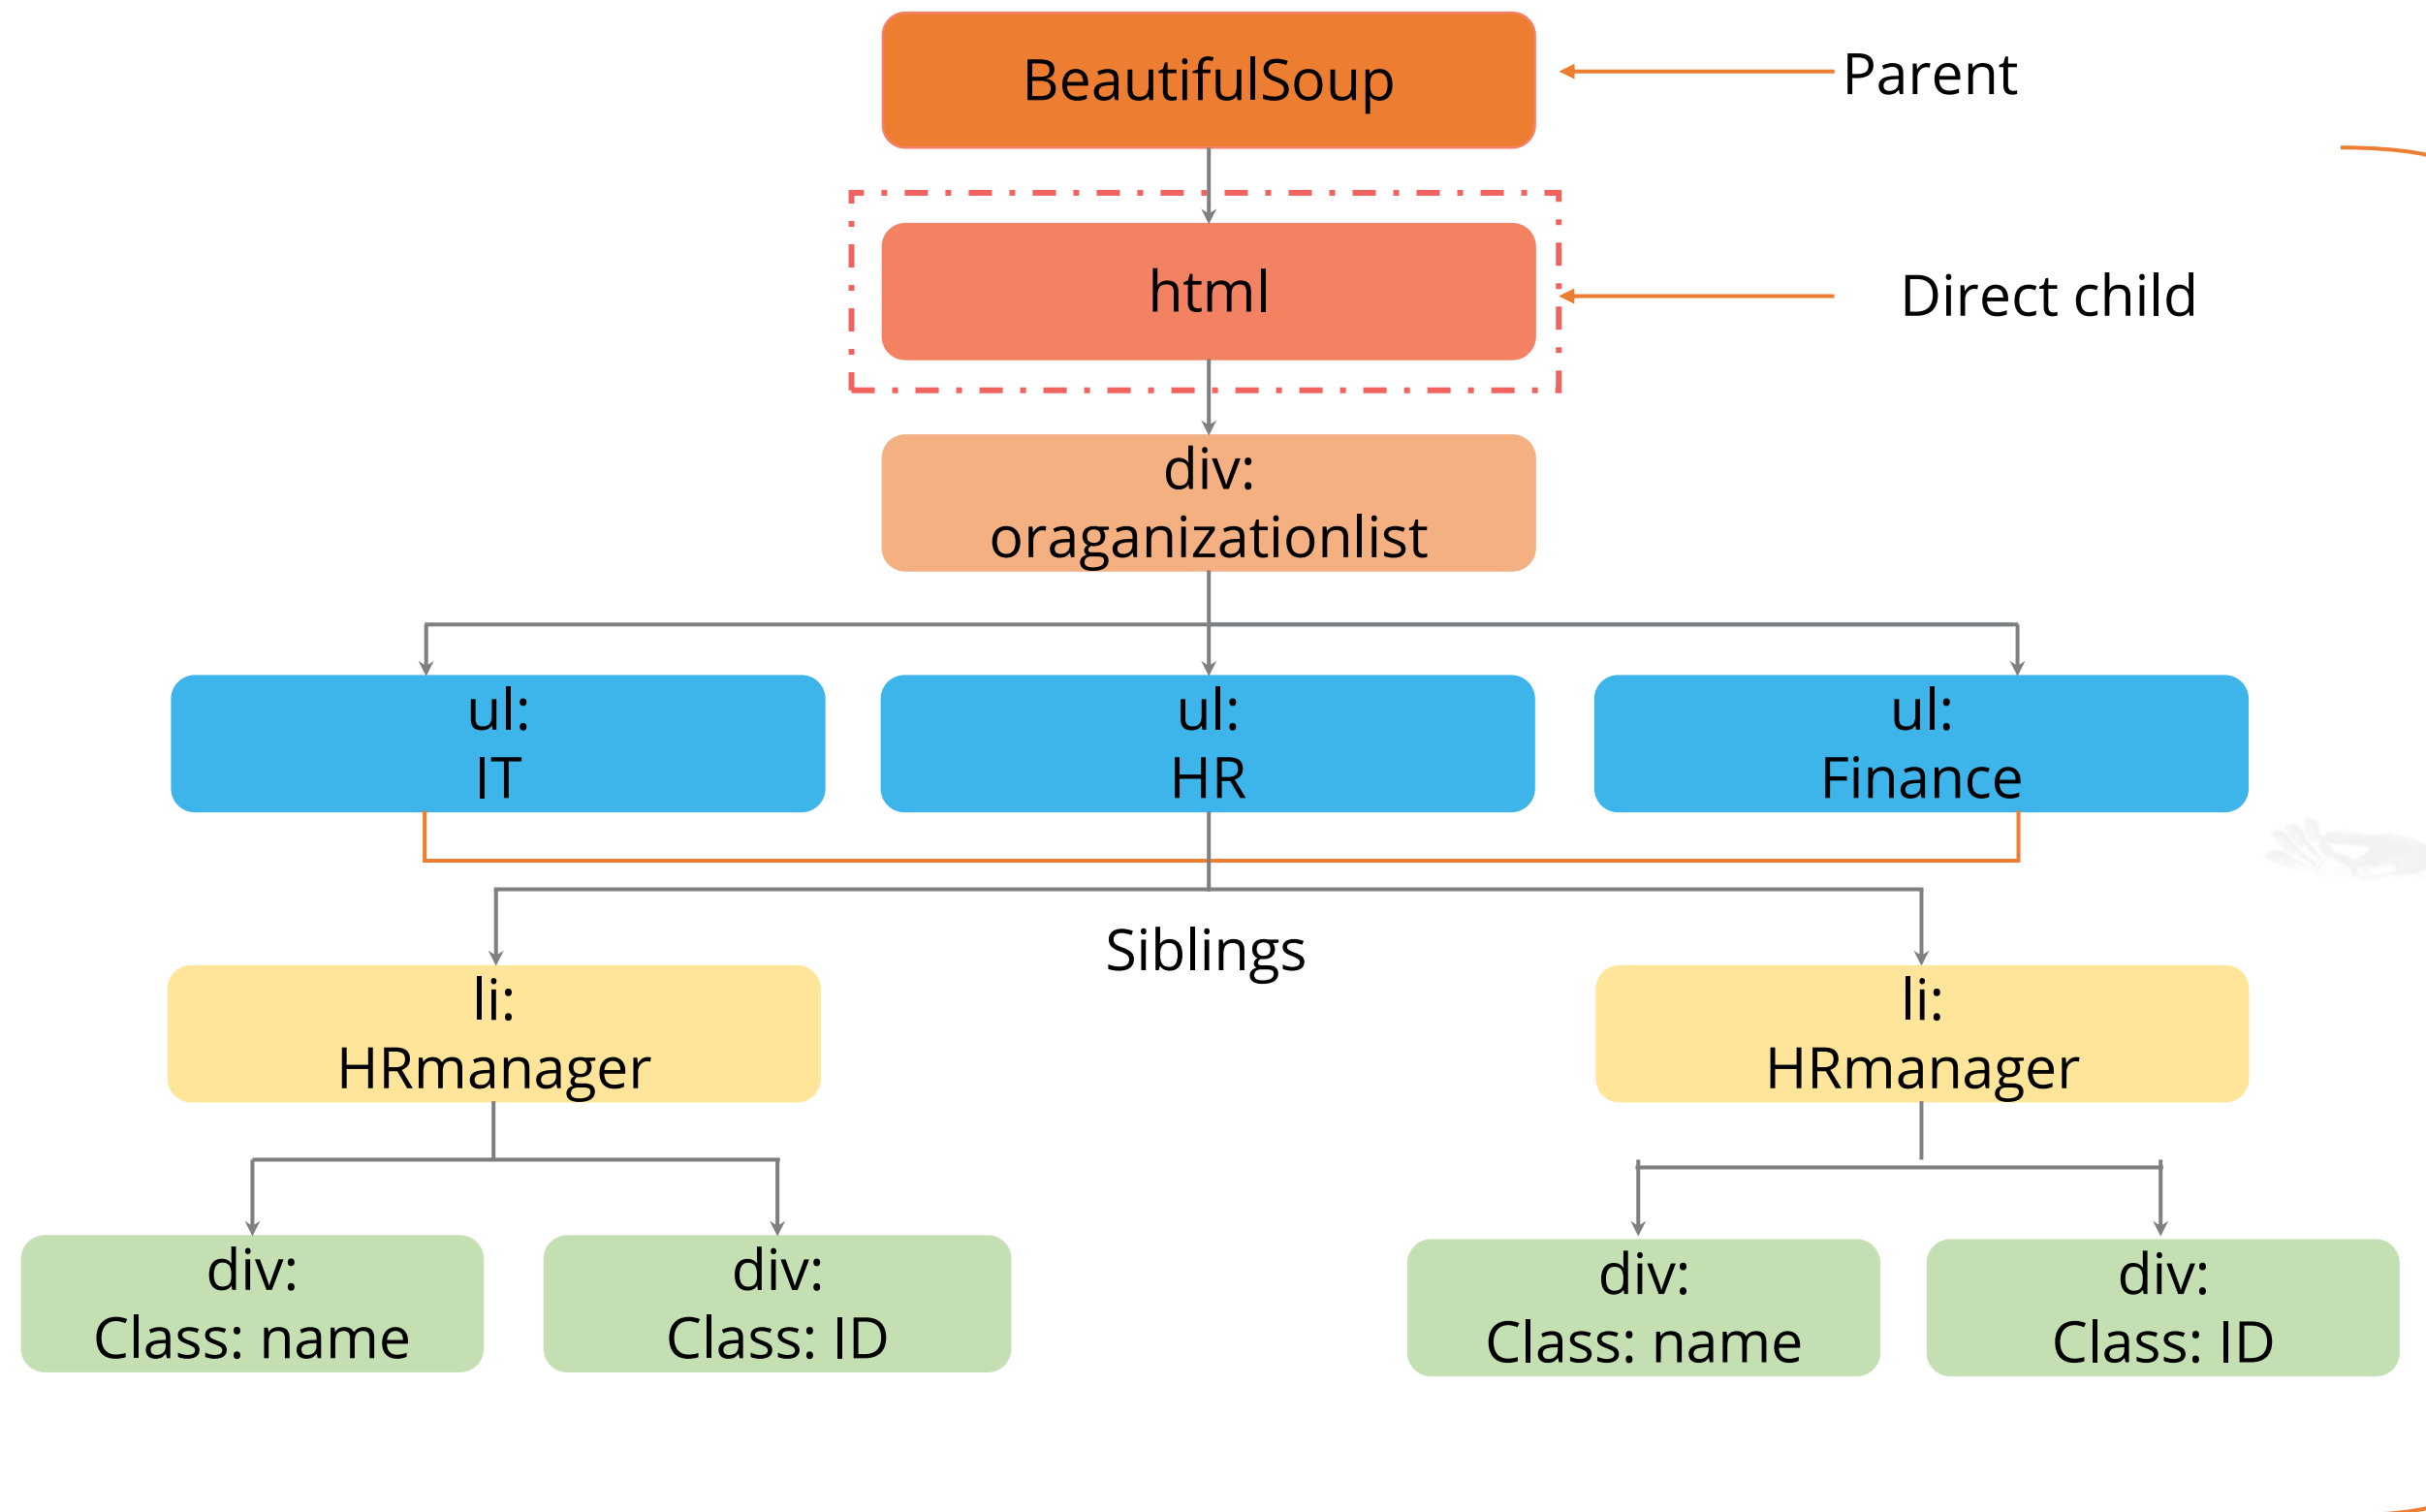 BeautifulSoup
Parent
html
Direct child
div:
oraganizationlist
ul:
IT
ul:
HR
ul:
Finance
Siblings
li:
HRmanager
li:
HRmanager
div:
Class: name
div:
Class: ID
div:
Class: name
div:
Class: ID